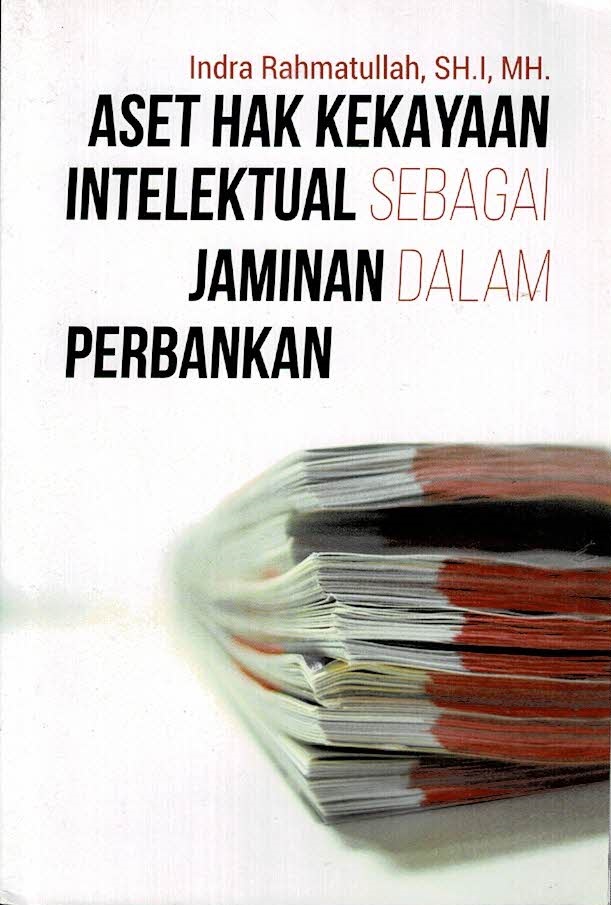 Indra Rahmatullah, SH.I, MH.
ASET HAK KEKAYAAN
INTELEKTUAL SEBAGAI
JAMINAN DALAM
PERBANKAN